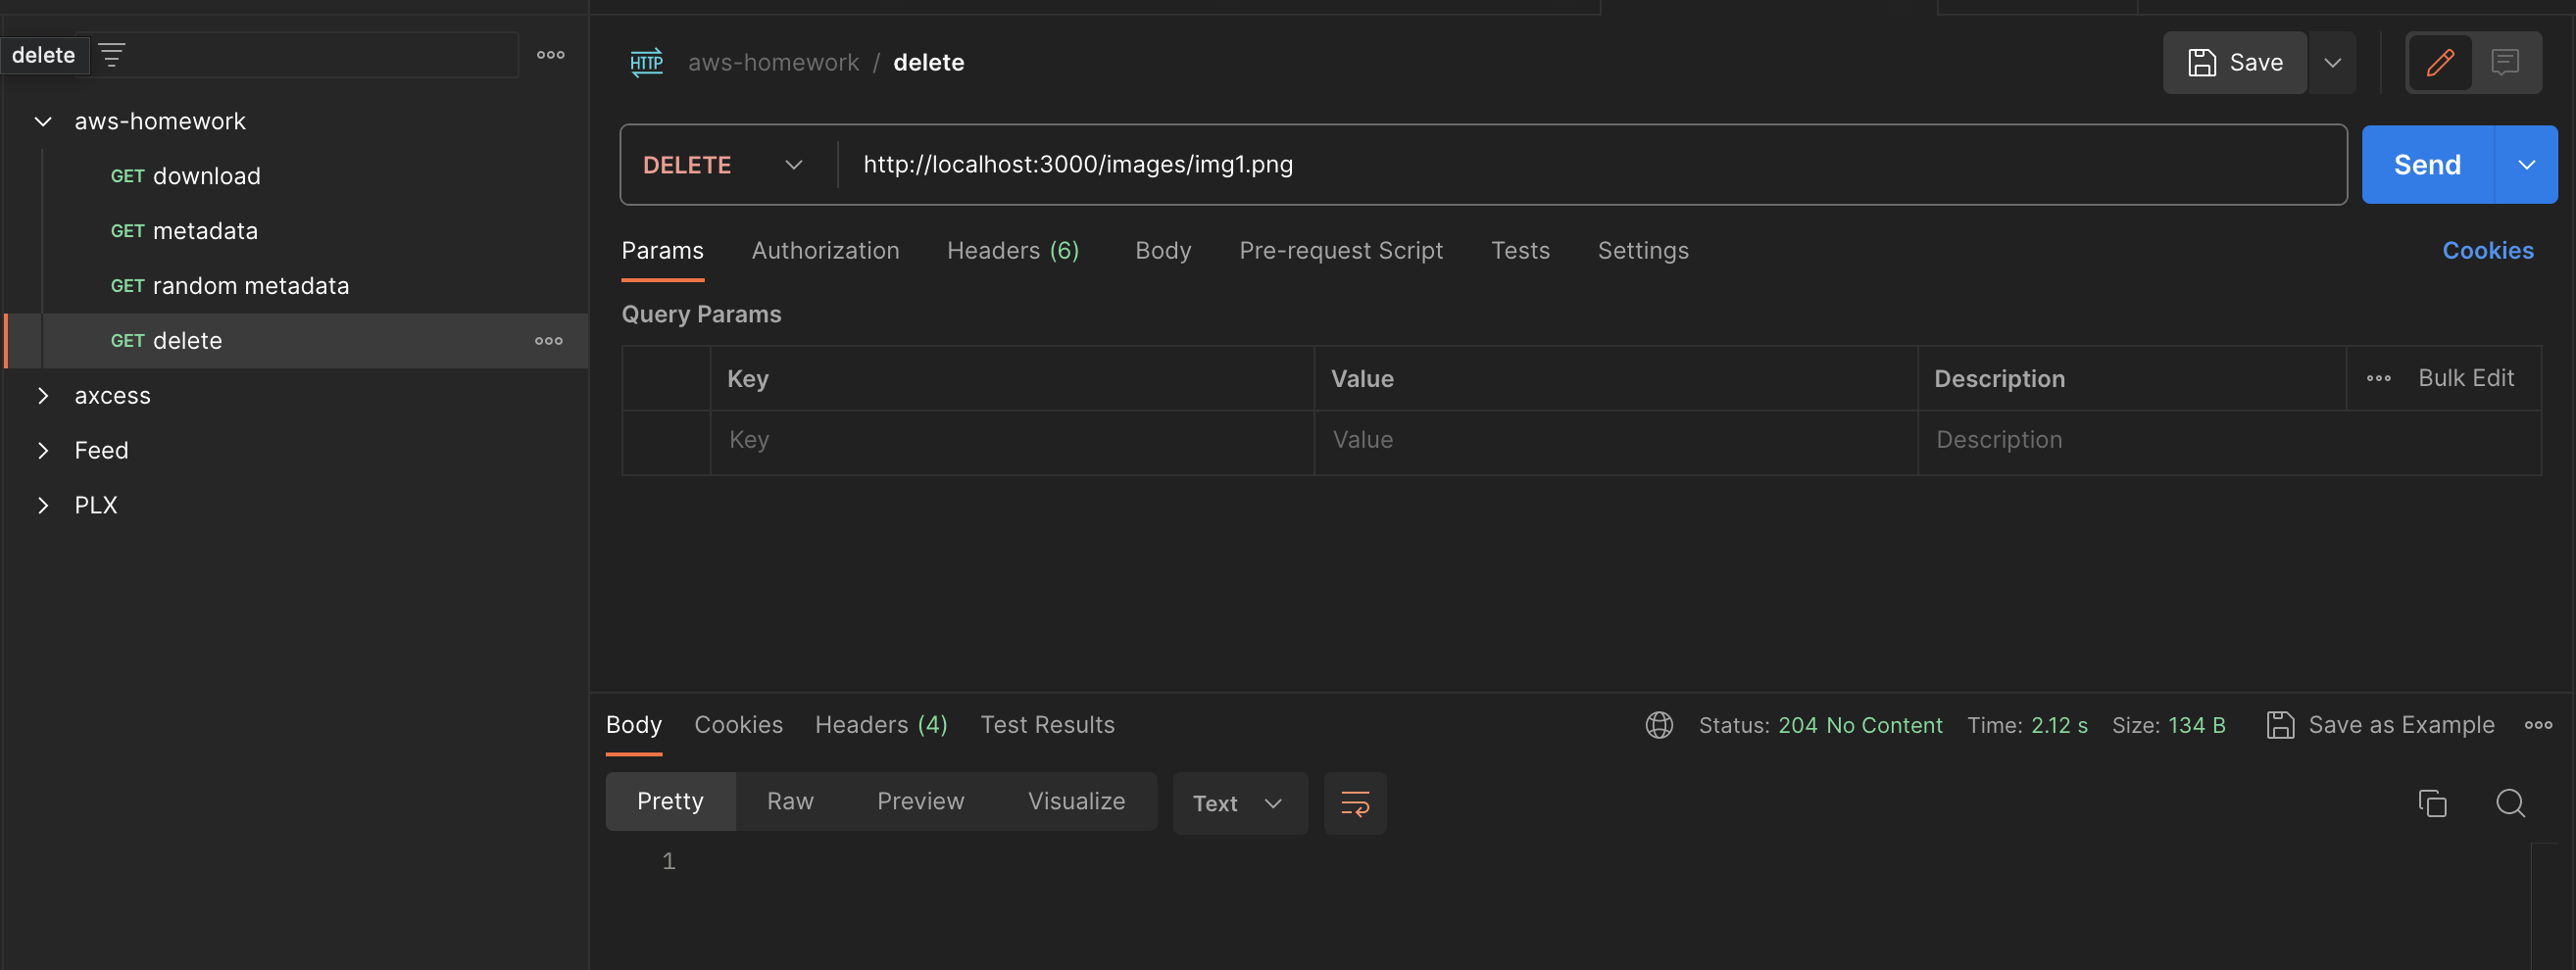 delete
aws-homework
GET download
GET metadata
GET random metadata
GET delete
axcess
Feed
PLX
HTTP aws-homework / delete
Save
DELETE http://localhost:3000/images/img1.png Send
Params Authorization Headers (6) Body Pre-request Script Tests Settings Cookies
Query Params
Key Value Description Bulk Edit
Key Value Description
Body Cookies Headers (4) Test Results Status: 204 No Content Time: 2.12 s Size: 134 B Save as Example
Pretty Raw Preview Visualize Text
1